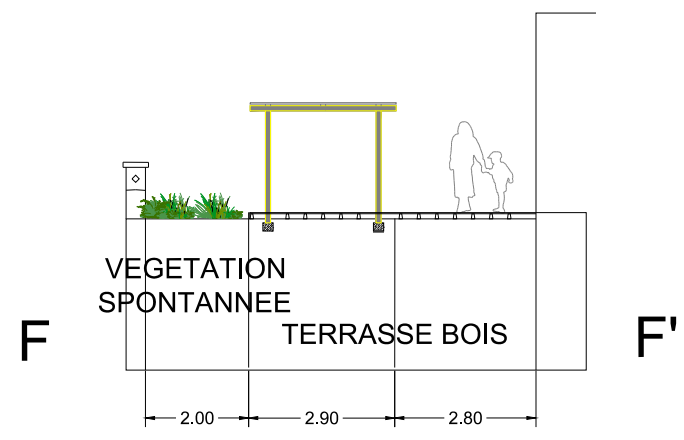 VEGETATION
SPONTANNEE
TERRASSE BOIS
F F'
2.00 2.90 2.80